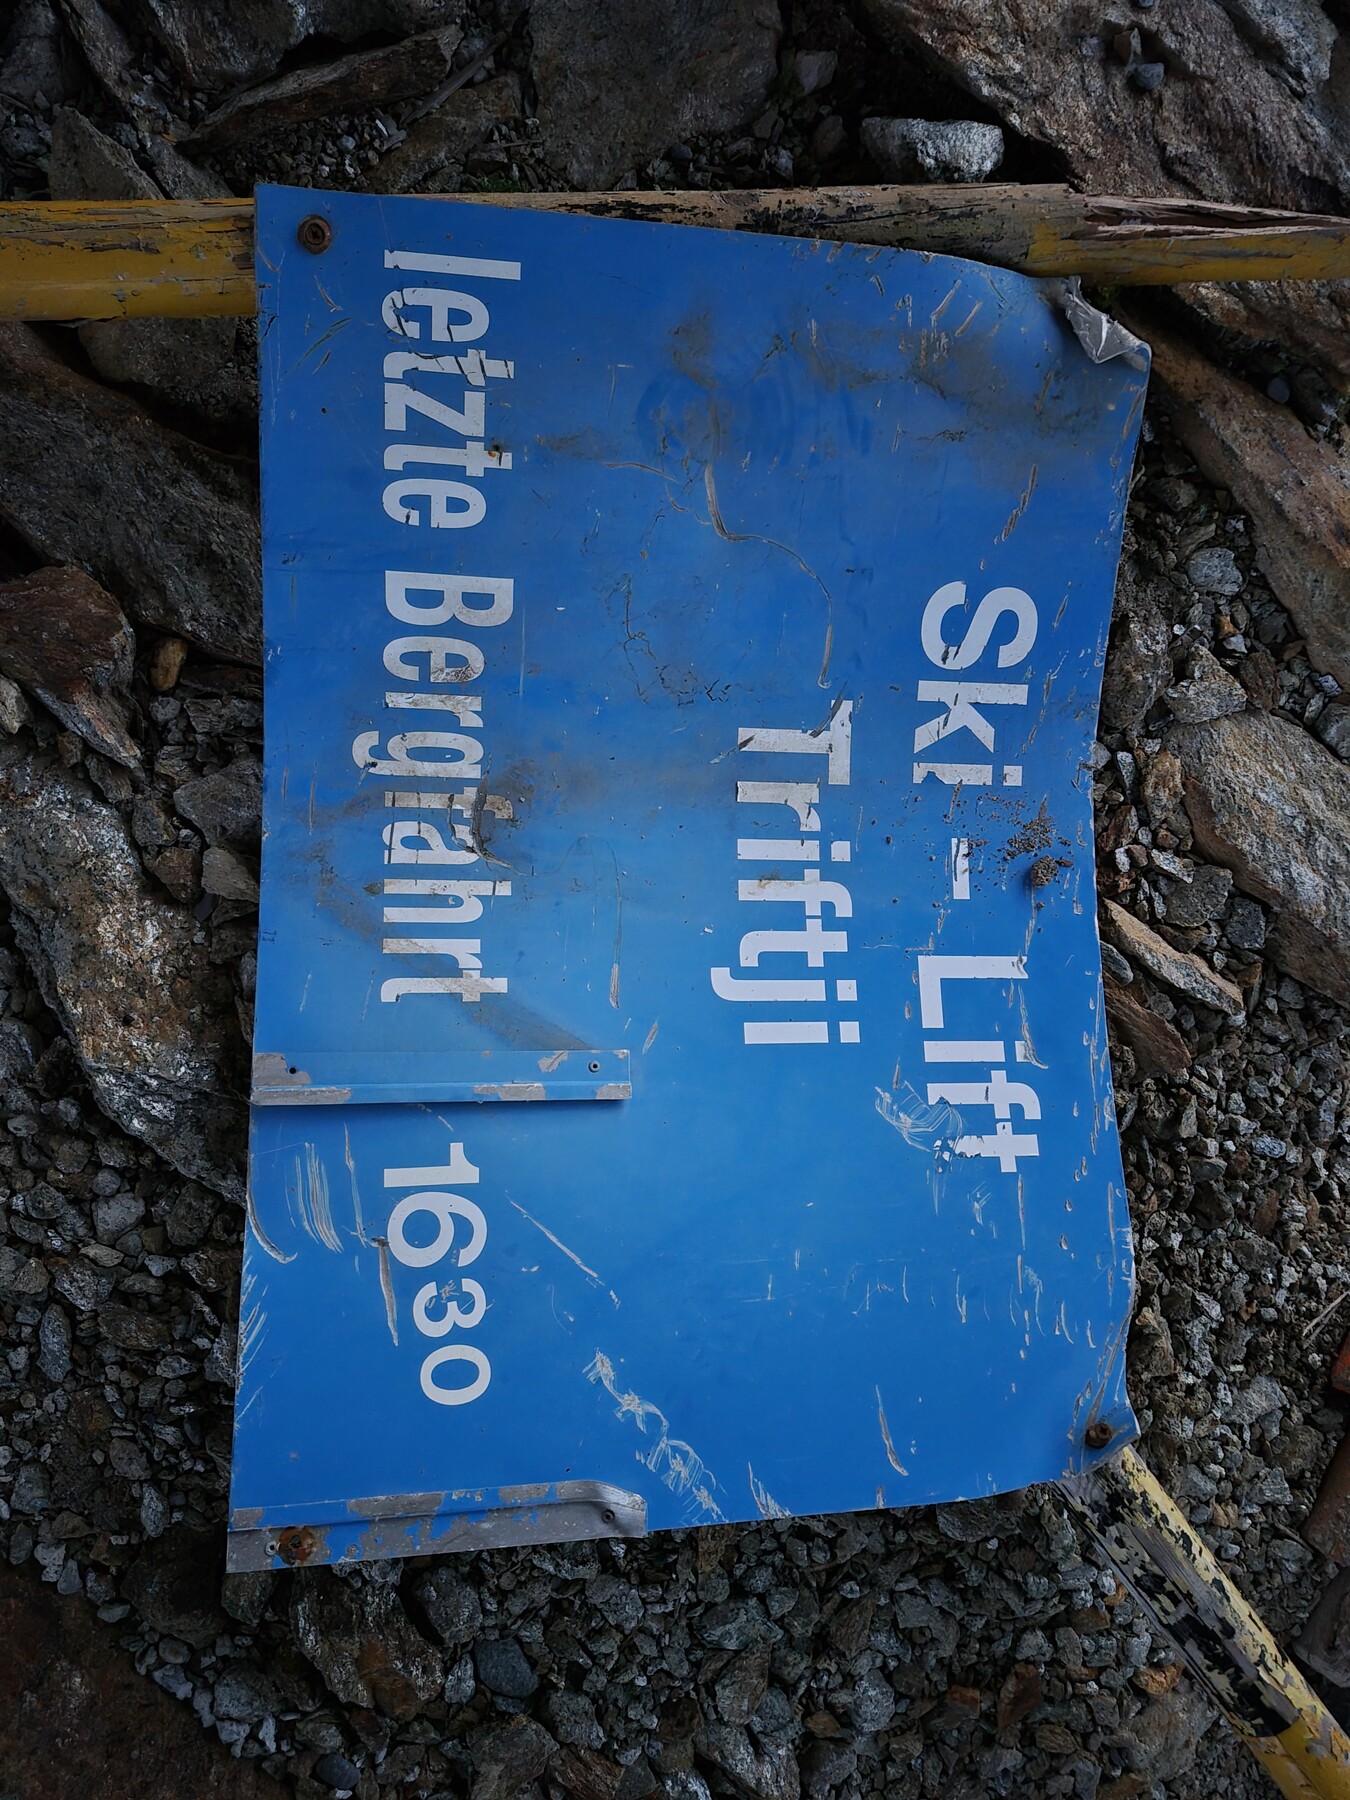 Ski - Lift
Triftji
letzte Bergfahrt 1630